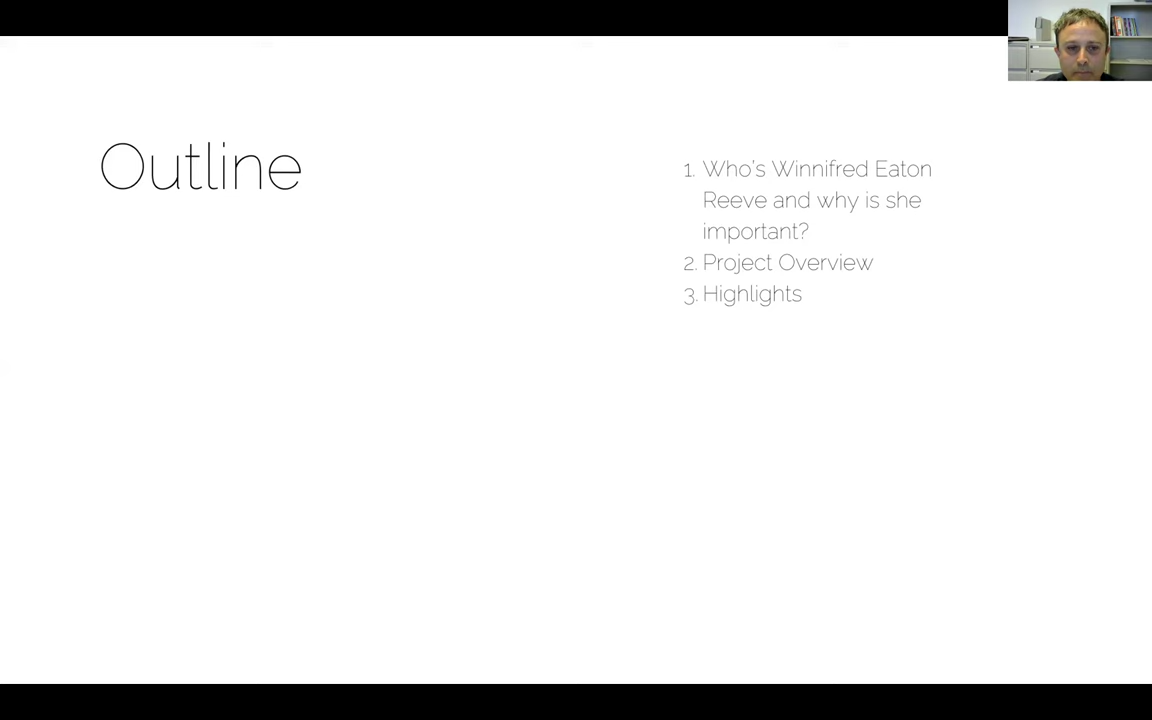 Outline
1. Who's Winnifred Eaton
Reeve and why is she
important?
2. Project Overview
3. Highlights